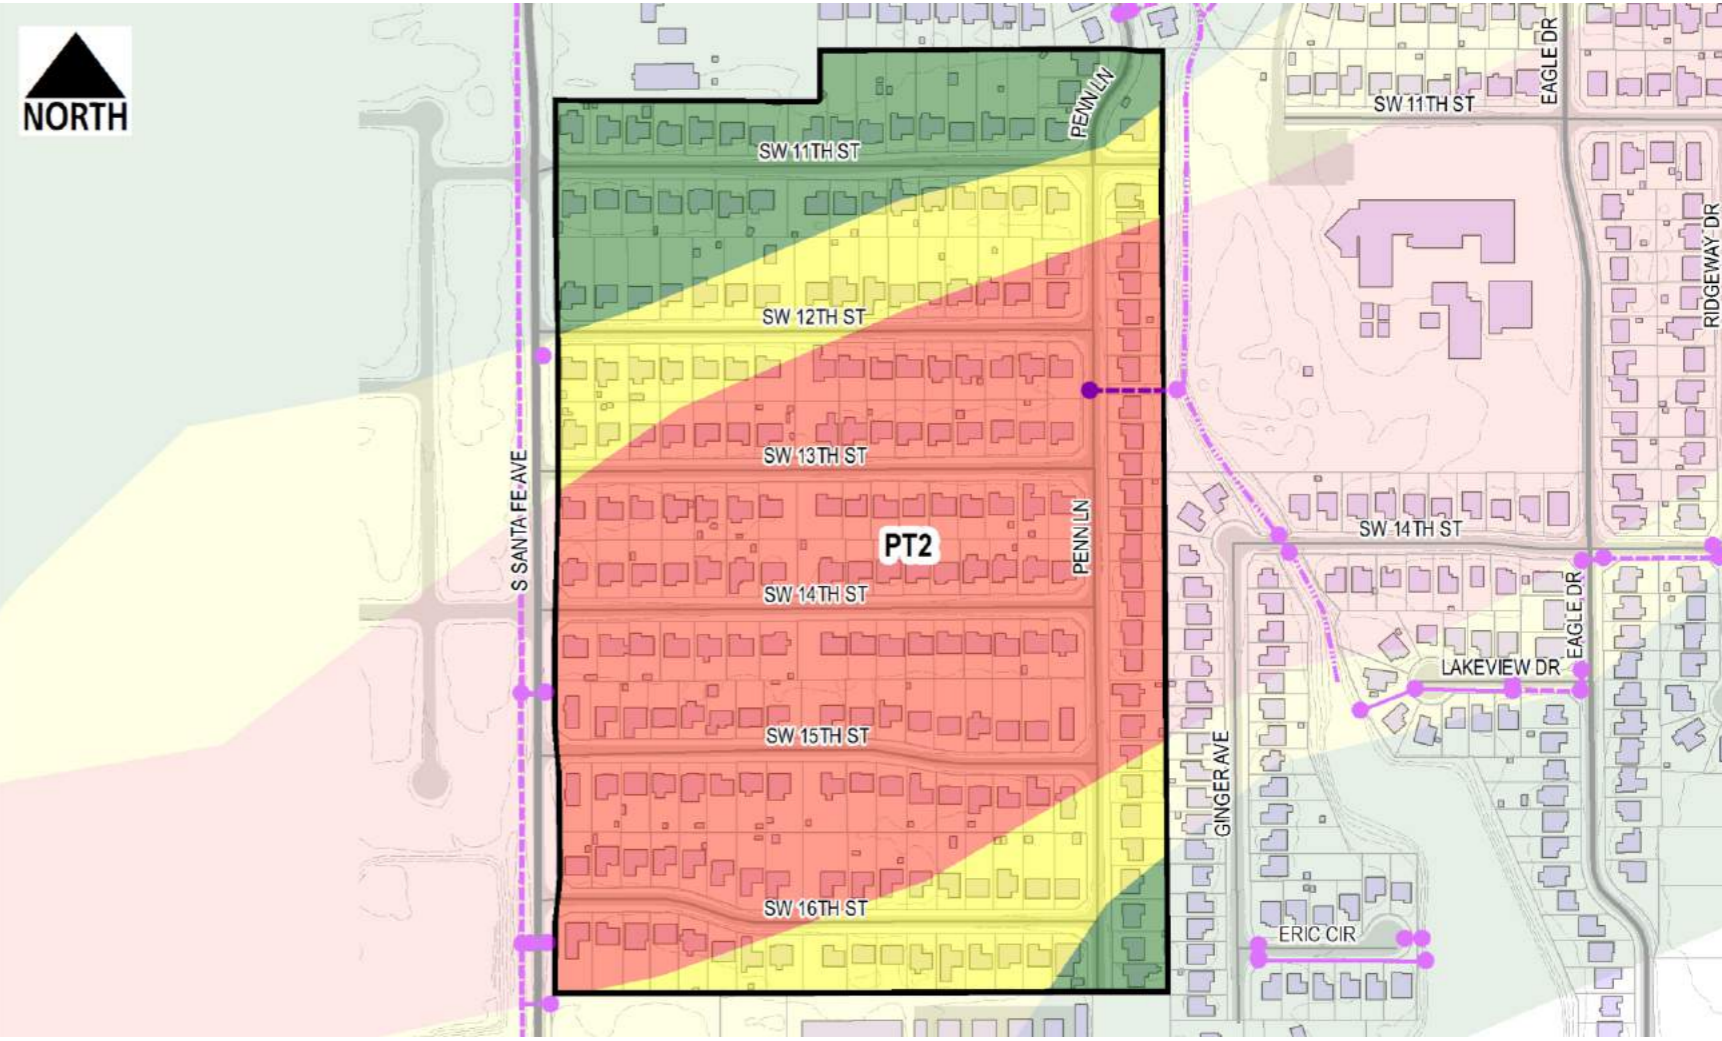 NORTH
EAGLE DR
SW 11TH ST
PENN LN
SW 11TH ST
RIDGEWAY DR
SW 12TH ST
SW 13TH ST
S SANTA FE AVE
PENN LN
PT2
SW 14TH ST
SW 14TH ST
EAGLE DR
LAKEVIEW DR
SW 15TH ST
GINGER AVE
SW 16TH ST
ERIC CIR